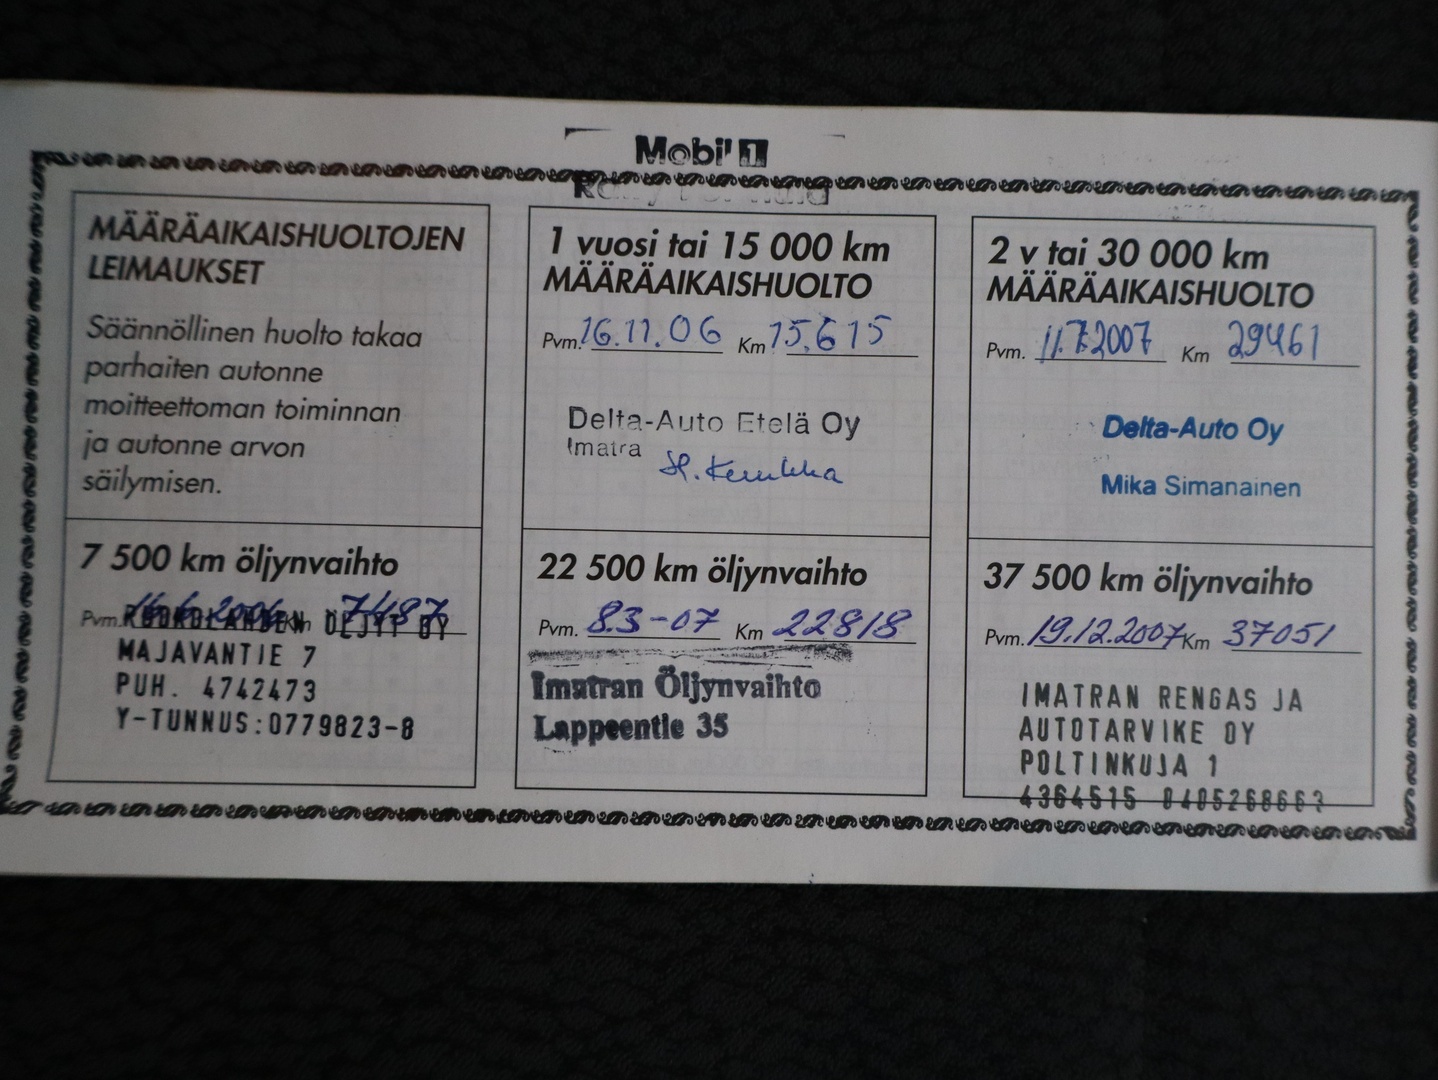 Mobil 1
MÄÄRÄAIKAISHUOLTOJEN
LEIMAUKSET
Säännöllinen huolto takaa
parhaiten autonne
moitteettoman toiminnan
ja autonne arvon
säilymisen.
1 vuosi tai 15 000 km
MÄÄRÄAIKAISHUOLTO
Pvm. 16.11.06 Km 15.615
Delta-Auto Etelä Oy
Imatra
2 v tai 30 000 km
MÄÄRÄAIKAISHUOLTO
Pvm. 11.7.2007 Km 29461
Delta-Auto Oy
Mika Simanainen
7 500 km öljynvaihto
Pvm. Km 7487
RUOKOLAHDEN ÖLJYT OY
MAJAVANTIE 7
PUH. 4742473
Y-TUNNUS:0779823-8
22 500 km öljynvaihto
Pvm. 8.3-07 Km 22818
Imatran Öljynvaihto
Lappeentie 35
37 500 km öljynvaihto
Pvm. 19.12.2007 Km 37051
IMATRAN RENGAS JA
AUTOTARVIKE OY
POLTINKUJA 1
4364515